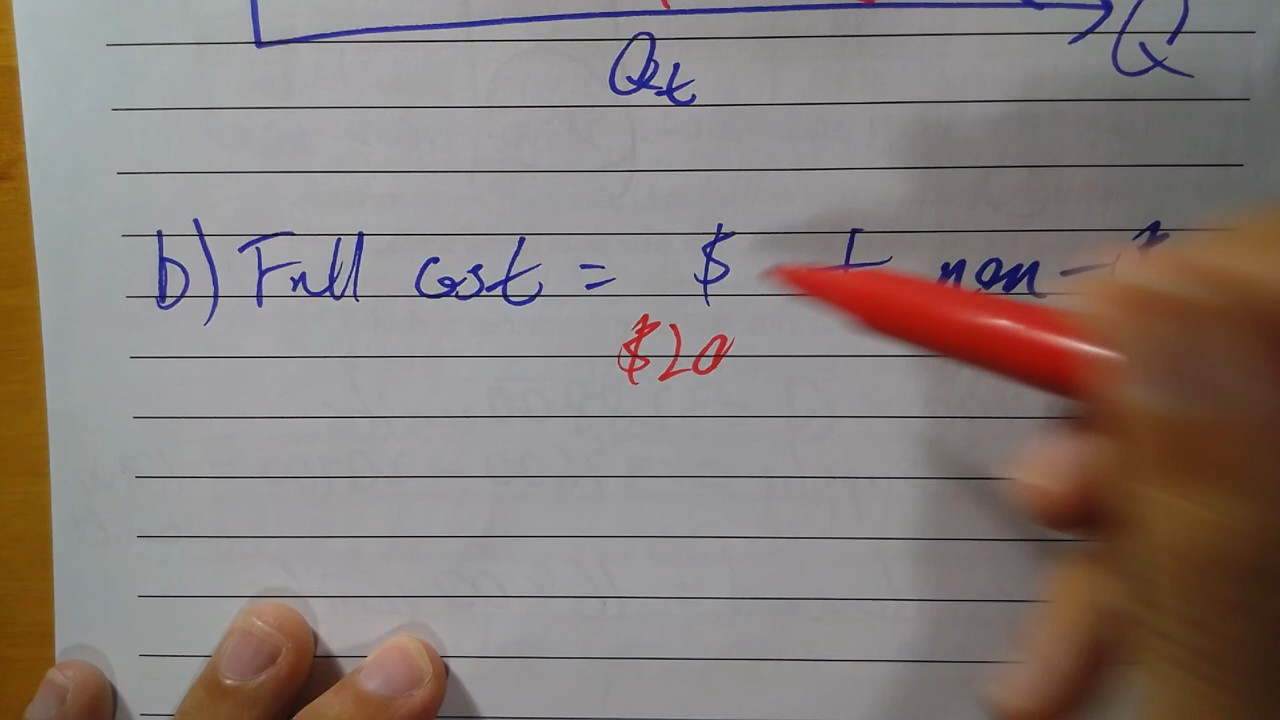 Qt Q
b) Full cost = $ + non-$
$20